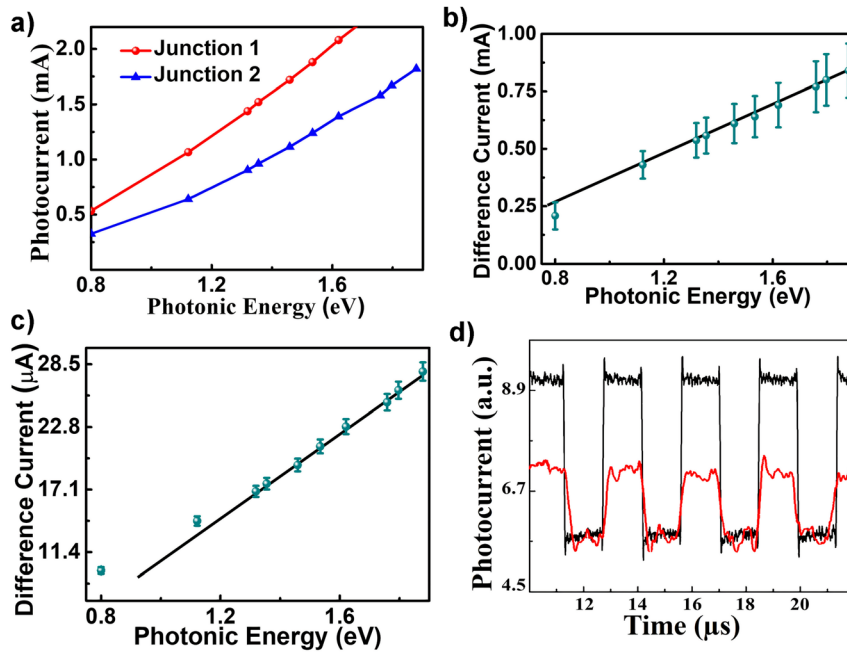 a)
Photocurrent (mA)
2.0
1.5
1.0
0.5
Junction 1
Junction 2
0.8
1.2
1.6
Photonic Energy (eV)
b)
Difference Current (mA)
1.00
0.75
0.50
0.25
0.00
0.8
1.2
1.6
Photonic Energy (eV)
c)
Difference Current (μA)
28.5
22.8
17.1
11.4
0.8
1.2
1.6
Photonic Energy (eV)
d)
Photocurrent (a.u.)
8.9
6.7
4.5
12
14
16
18
20
Time (μs)